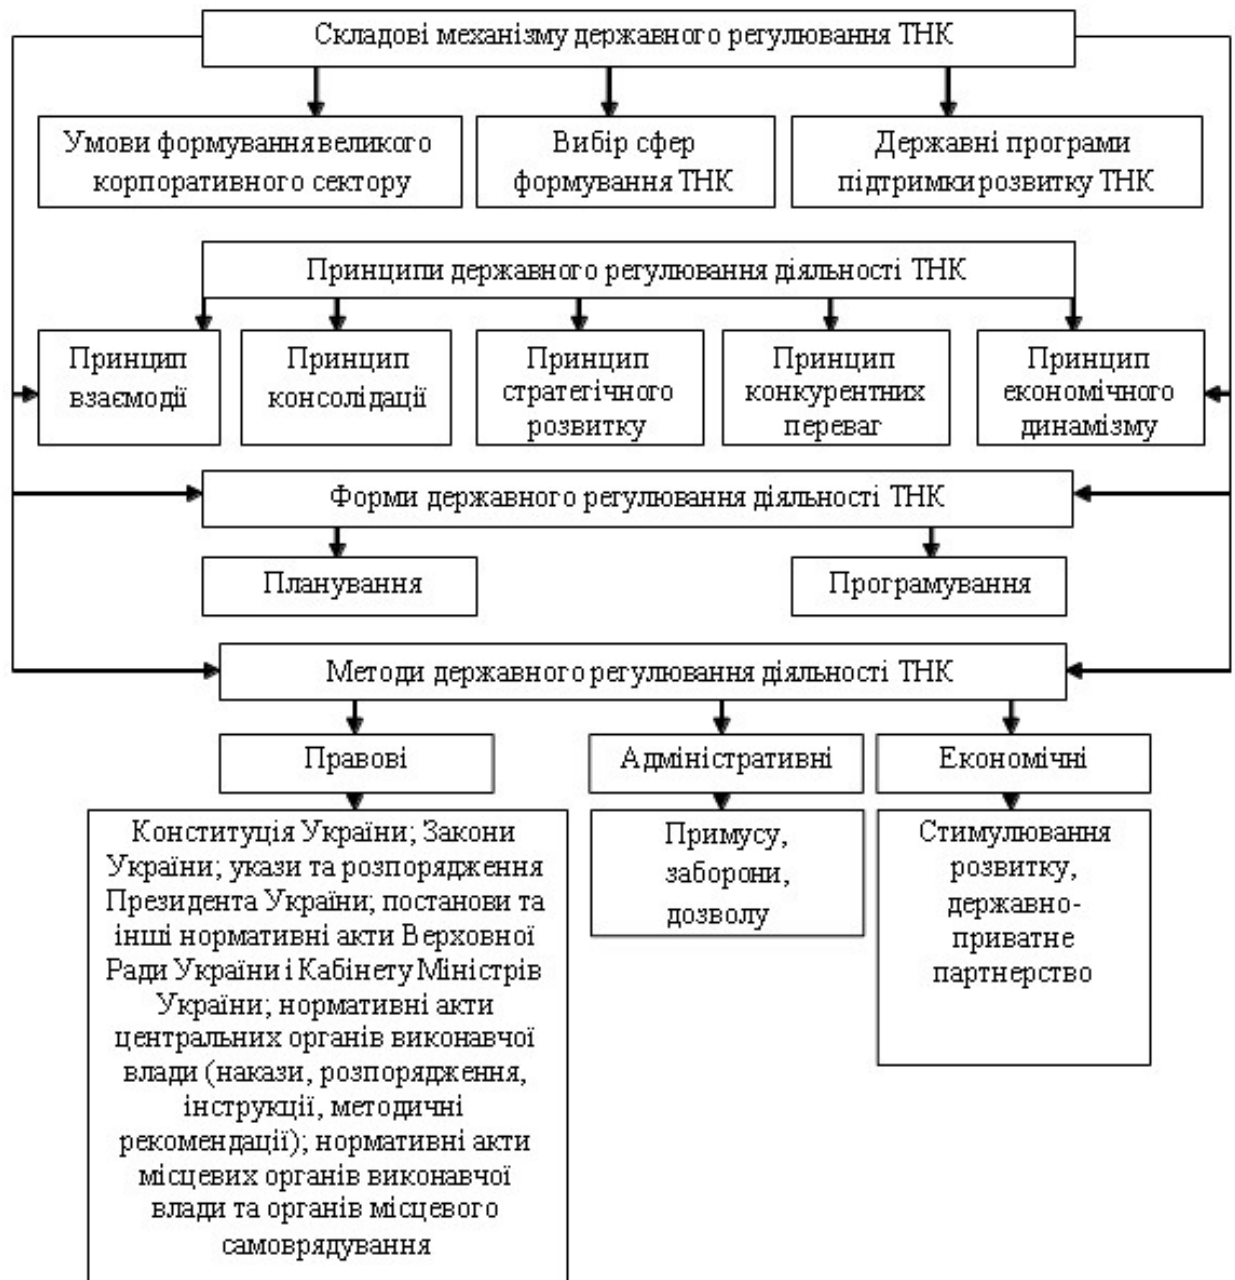 Складові механізму державного регулювання ТНК
Умови формування великого
корпоративного сектору
Вибір сфер
формування ТНК
Державні програми
підтримки розвитку ТНК
Принципи державного регулювання діяльності ТНК
Принцип
взаємодії
Принцип
консолідації
Принцип
стратегічного
розвитку
Принцип
конкурентних
переваг
Принцип
економічного
динамізму
Форми державного регулювання діяльності ТНК
Планування
Програмування
Методи державного регулювання діяльності ТНК
Правові
Адміністративні
Економічні
Конституція України; Закони
України; укази та розпорядження
Президента України; постанови та
інші нормативні акти Верховної
Ради України і Кабінету Міністрів
України; нормативні акти
центральних органів виконавчої
влади (накази, розпорядження,
інструкції, методичні
рекомендації); нормативні акти
місцевих органів виконавчої
влади та органів місцевого
самоврядування
Примусу,
заборони,
дозволу
Стимулювання
розвитку,
державно-
приватне
партнерство